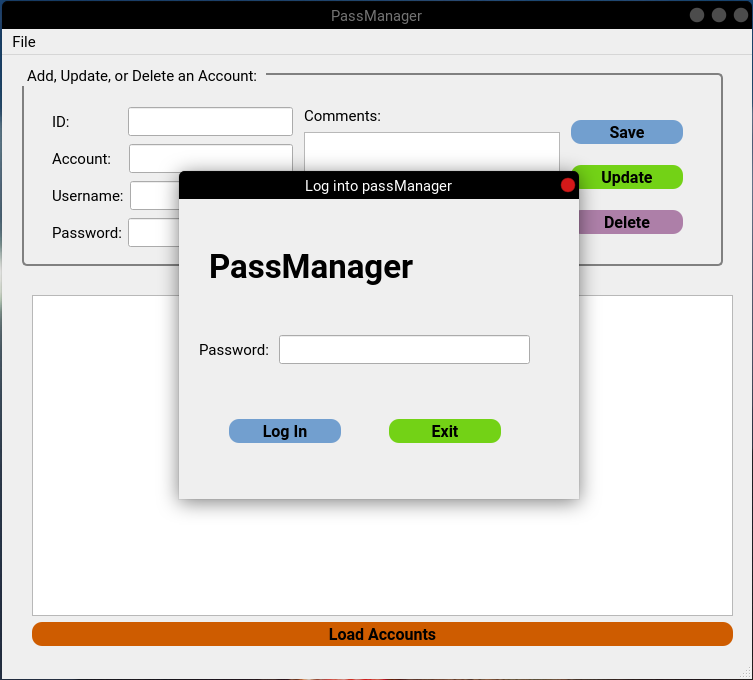 PassManager
File
Add, Update, or Delete an Account:
ID:
Comments:
Save
Account:
Update
Username:
Delete
Password:
Log into passManager
PassManager
Password:
Log In
Exit
Load Accounts